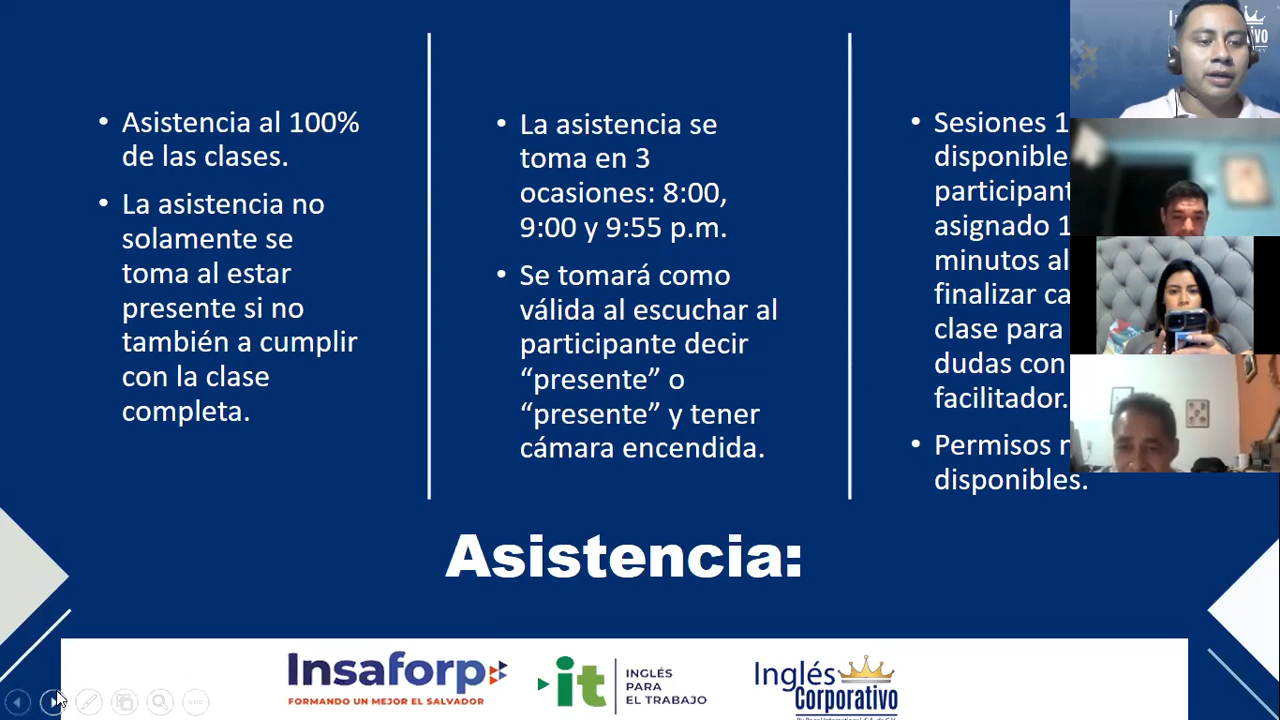 Asistencia al 100%
de las clases.
La asistencia no
solamente se
toma al estar
presente si no
también a cumplir
con la clase
completa.
La asistencia se
toma en 3
ocasiones: 8:00,
9:00 y 9:55 p.m.
Se tomará como
válida al escuchar al
participante decir
“presente” o
“presente” y tener
cámara encendida.
Sesiones
disponible
participant
asignado
minutos al
finalizar
clase para
dudas con
facilitador.
Permisos
disponibles.
Asistencia:
Insaforp
FORMANDO UN MEJOR EL SALVADOR
it
INGLÉS
PARA
EL TRABAJO
Inglés
Corporativo